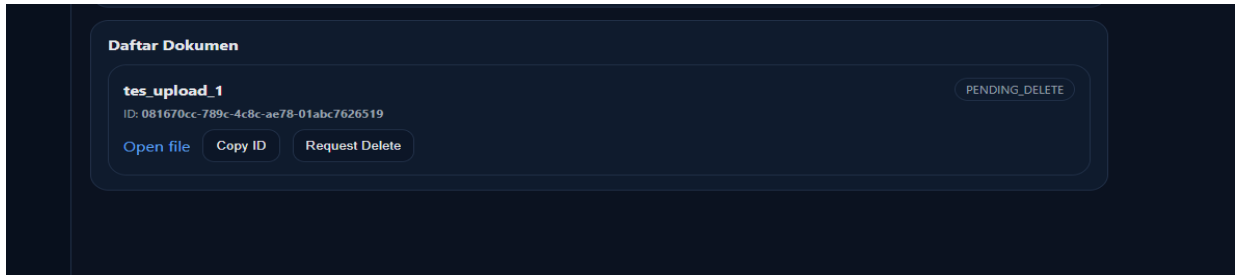 Daftar Dokumen
tes_upload_1
PENDING_DELETE
ID: 081670cc-789c-4c8c-ae78-01abc7626519
Open file
Copy ID
Request Delete